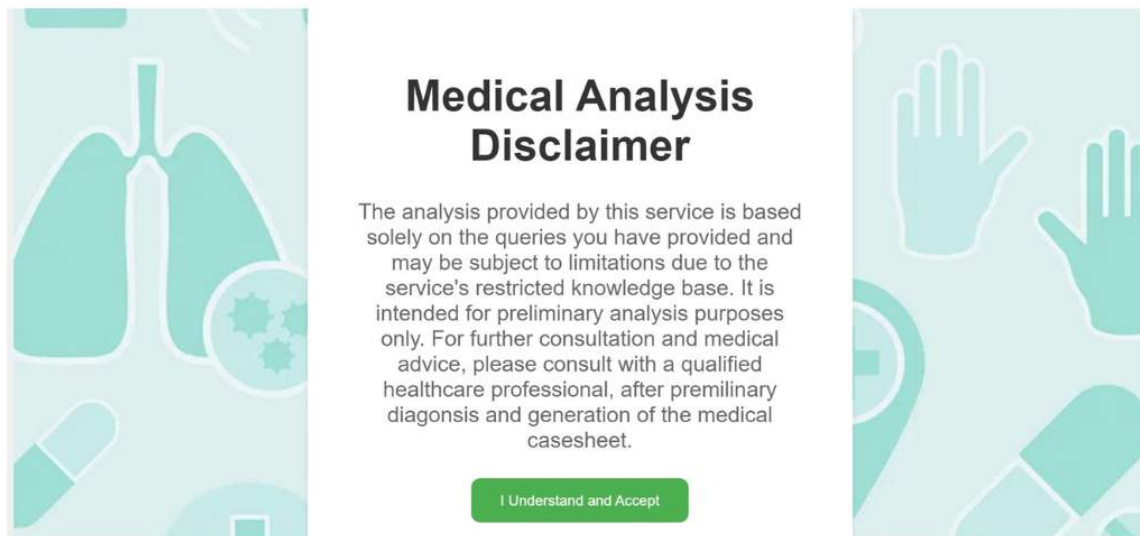 Medical Analysis
Disclaimer
The analysis provided by this service is based
solely on the queries you have provided and
may be subject to limitations due to the
service's restricted knowledge base. It is
intended for preliminary analysis purposes
only. For further consultation and medical
advice, please consult with a qualified
healthcare professional, after premilinary
diagonsis and generation of the medical
casesheet.
I Understand and Accept